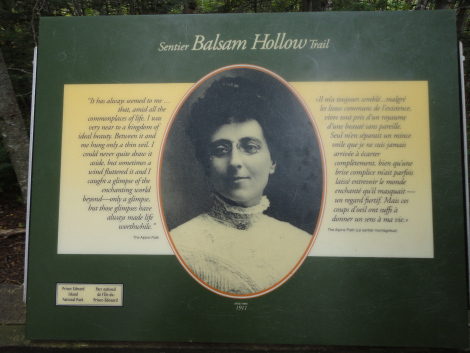 Sentier Balsam Hollow Trail
"It has always seemed to me ...
that, amid all the
commonplaces of life, I was
very near to a kingdom of
ideal beauty. Between it and
me hung only a thin veil. I
could never quite draw it
aside, but sometimes a
wind fluttered it and I
caught a glimpse of the
enchanting world
beyond—only a glimpse,
but those glimpses have
always made life
worthwhile."
The Alpine Path
«Il m'a toujours semblé...malgré
les lieux communs de l'existence,
vivre tout près d'un royaume
d'une beauté sans pareille.
Seul m'en séparait un mince
voile que je ne suis jamais
arrivée à écarter
complètement, bien qu'une
brise complice m'ait parfois
laissé entrevoir le monde
enchanté qu'il masquait —
un regard furtif. Mais ces
coups d'œil ont suffi à
donner un sens à ma vie.»
The Alpine Path (Le sentier montagneux)
1911
Prince Edward
Island
National Park
Parc national
de l'Île-du-
Prince-Édouard